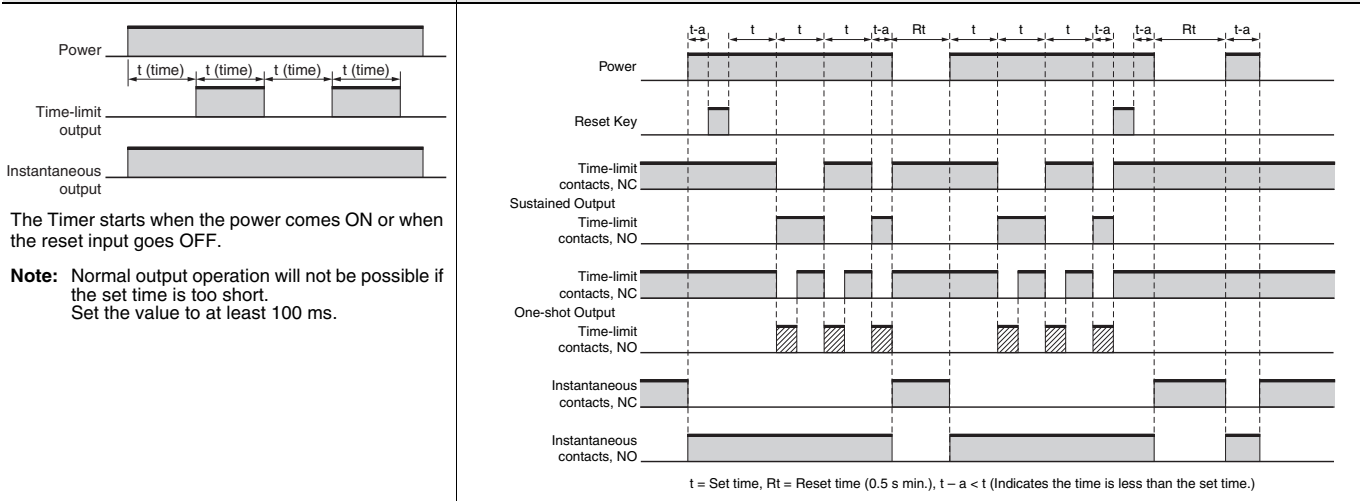 Power
t (time) t (time) t (time) t (time)
Time-limit
output
Instantaneous
output
The Timer starts when the power comes ON or when
the reset input goes OFF.
Note: Normal output operation will not be possible if
the set time is too short.
Set the value to at least 100 ms.
t-a t t t t-a Rt t t t t-a t-a Rt t-a
Power
Reset Key
Time-limit
contacts, NC
Sustained Output
Time-limit
contacts, NO
Time-limit
contacts, NC
One-shot Output
Time-limit
contacts, NO
Instantaneous
contacts, NC
Instantaneous
contacts, NO
t = Set time, Rt = Reset time (0.5 s min.), t – a < t (Indicates the time is less than the set time.)